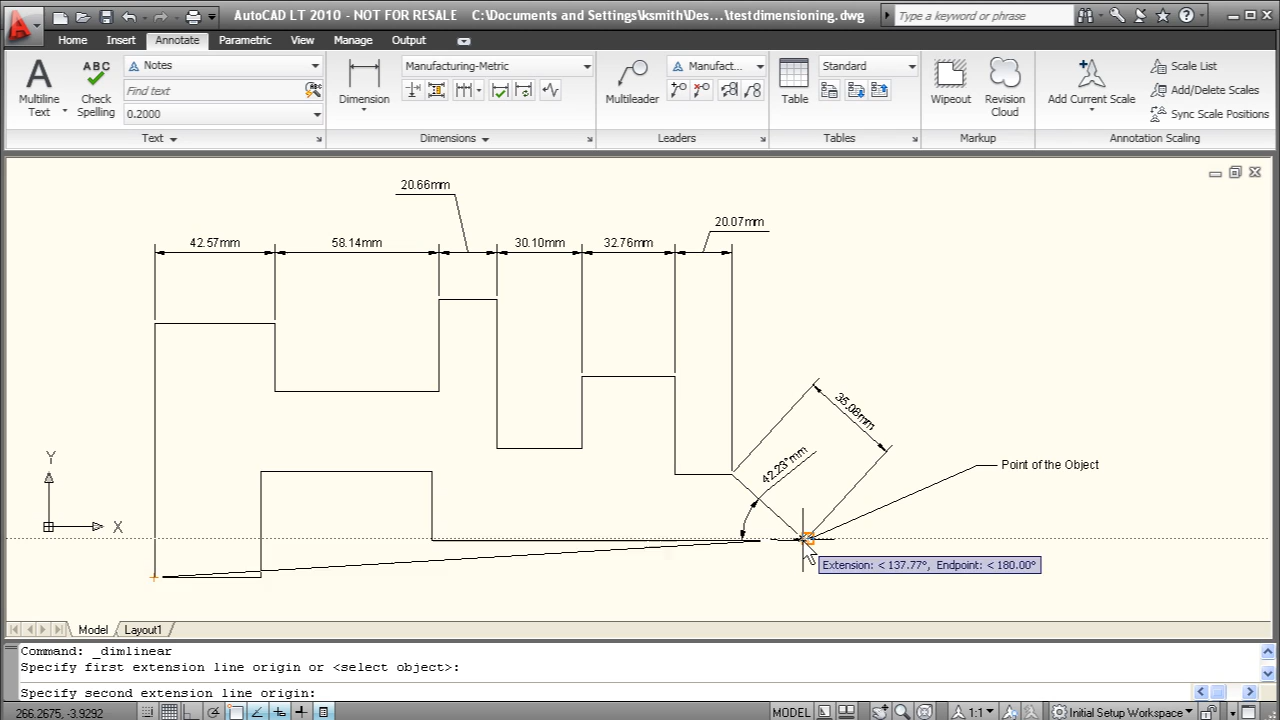 AutoCAD LT 2010 - NOT FOR RESALE C:\Documents and Settings\ksmith\Des...\testdimensioning.dwg
Type a keyword or phrase
Home Insert Annotate Parametric View Manage Output
A Multiline Text
ABC Check Spelling
Notes
Find text
0.2000
Text
Dimension
Manufacturing-Metric
Dimensions
Multileader
Manufact...
Leaders
Table
Standard
Tables
Wipeout
Revision Cloud
Markup
Add Current Scale
Scale List
Add/Delete Scales
Sync Scale Positions
Annotation Scaling
20.66mm
20.07mm
42.57mm 58.14mm 30.10mm 32.76mm
35.08mm
42.23°mm
Point of the Object
Y
X
Extension: < 137.77°, Endpoint: < 180.00°
Model Layout1
Command: _dimlinear
Specify first extension line origin or <select object>:
Specify second extension line origin:
266.2675, -3.9292 MODEL 1:1 Initial Setup Workspace